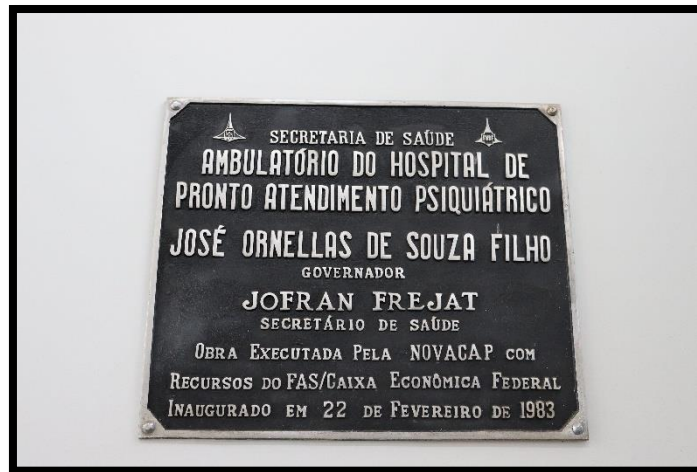 SECRETARIA DE SAÚDE
AMBULATÓRIO DO HOSPITAL DE
PRONTO ATENDIMENTO PSIQUIÁTRICO
JOSÉ ORNELLAS DE SOUZA FILHO
GOVERNADOR
JOFRAN FREJAT
SECRETÁRIO DE SAÚDE
OBRA EXECUTADA PELA NOVACAP COM
RECURSOS DO FAS/CAIXA ECONÔMICA FEDERAL
INAUGURADO EM 22 DE FEVEREIRO DE 1983